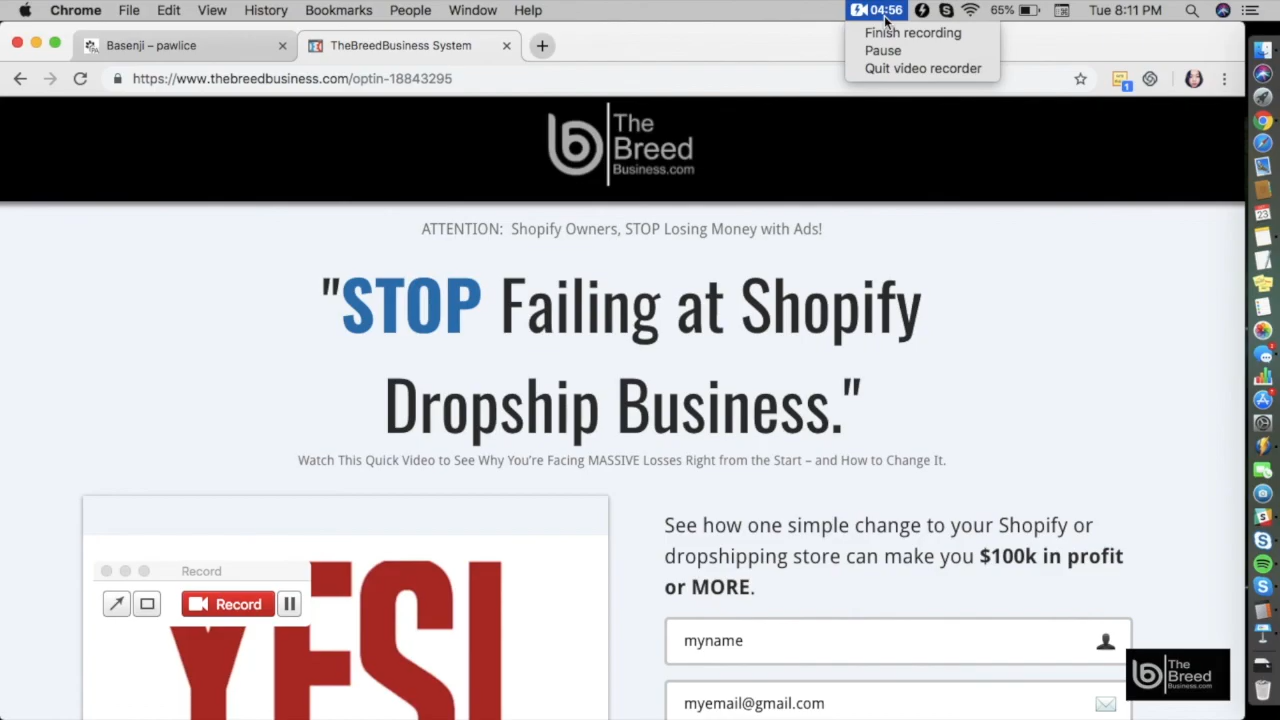 Chrome File Edit View History Bookmarks People Window Help 04:56 65% Tue 8:11 PM
Finish recording
Pause
Quit video recorder
Basenji – pawlice
TheBreedBusiness System
https://www.thebreedbusiness.com/optin-18843295
1
b The
Breed
Business.com
ATTENTION: Shopify Owners, STOP Losing Money with Ads!
"STOP Failing at Shopify
Dropship Business."
Watch This Quick Video to See Why You're Facing MASSIVE Losses Right from the Start – and How to Change It.
Record
Record
YES!
See how one simple change to your Shopify or
dropshipping store can make you $100k in profit
or MORE.
myname
myemail@gmail.com
b The
Breed
Business.com
23